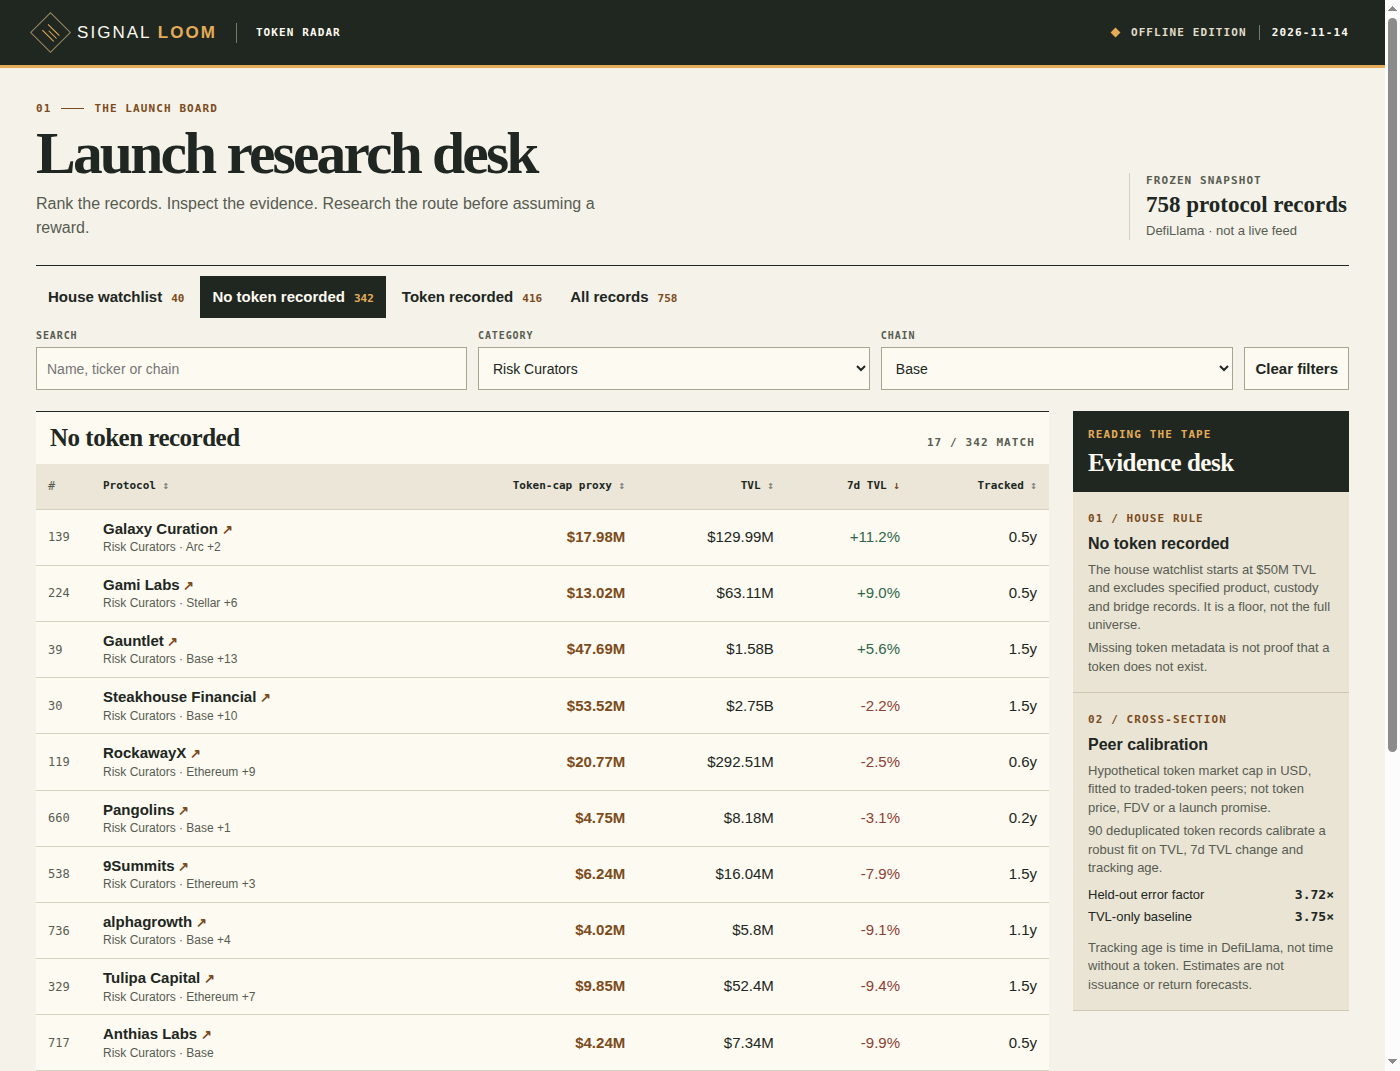 SIGNAL LOOM
TOKEN RADAR
OFFLINE EDITION
2026-11-14
01 THE LAUNCH BOARD
Launch research desk
Rank the records. Inspect the evidence. Research the route before assuming a
reward.
FROZEN SNAPSHOT
758 protocol records
DefiLlama · not a live feed
House watchlist 40
No token recorded 342
Token recorded 416
All records 758
SEARCH
Name, ticker or chain
CATEGORY
Risk Curators
CHAIN
Base
Clear filters
No token recorded
17 / 342 MATCH
# Protocol ↕ Token-cap proxy ↕ TVL ↕ 7d TVL ↓ Tracked ↕
139 Galaxy Curation ↗ $17.98M $129.99M +11.2% 0.5y
Risk Curators · Arc +2
224 Gami Labs ↗ $13.02M $63.11M +9.0% 0.5y
Risk Curators · Stellar +6
39 Gauntlet ↗ $47.69M $1.58B +5.6% 1.5y
Risk Curators · Base +13
30 Steakhouse Financial ↗ $53.52M $2.75B -2.2% 1.5y
Risk Curators · Base +10
119 RockawayX ↗ $20.77M $292.51M -2.5% 0.6y
Risk Curators · Ethereum +9
660 Pangolins ↗ $4.75M $8.18M -3.1% 0.2y
Risk Curators · Base +1
538 9Summits ↗ $6.24M $16.04M -7.9% 1.5y
Risk Curators · Ethereum +3
736 alphagrowth ↗ $4.02M $5.8M -9.1% 1.1y
Risk Curators · Base +4
329 Tulipa Capital ↗ $9.85M $52.4M -9.4% 1.5y
Risk Curators · Ethereum +7
717 Anthias Labs ↗ $4.24M $7.34M -9.9% 0.5y
Risk Curators · Base
READING THE TAPE
Evidence desk
01 / HOUSE RULE
No token recorded
The house watchlist starts at $50M TVL
and excludes specified product, custody
and bridge records. It is a floor, not the full
universe.
Missing token metadata is not proof that a
token does not exist.
02 / CROSS-SECTION
Peer calibration
Hypothetical token market cap in USD,
fitted to traded-token peers; not token
price, FDV or a launch promise.
90 deduplicated token records calibrate a
robust fit on TVL, 7d TVL change and
tracking age.
Held-out error factor 3.72×
TVL-only baseline 3.75×
Tracking age is time in DefiLlama, not time
without a token. Estimates are not
issuance or return forecasts.